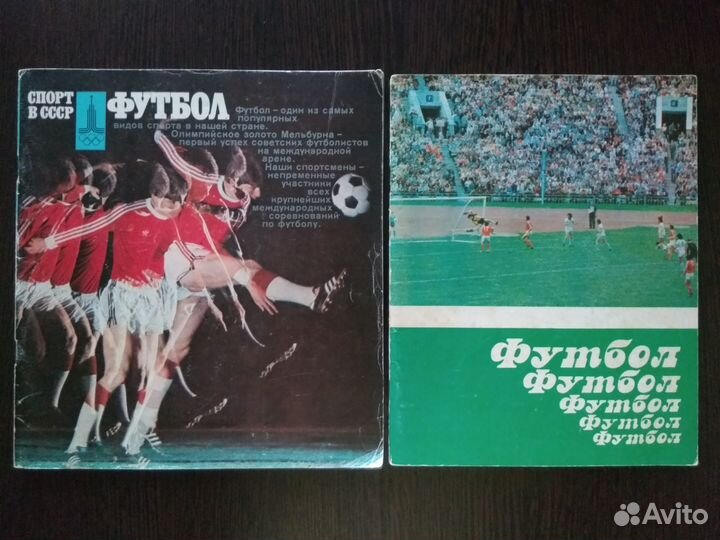 СПОРТ
В СССР
ФУТБОЛ
Футбол – один из самых
популярных
видов спорта в нашей стране.
Олимпийское золото Мельбурна –
первый успех советских футболистов
на международной
арене.
Наши спортсмены –
непременные
участники
всех
крупнейших
международных
соревнований
по футболу.
Футбол
Футбол
Футбол
Футбол
Футбол
Avito